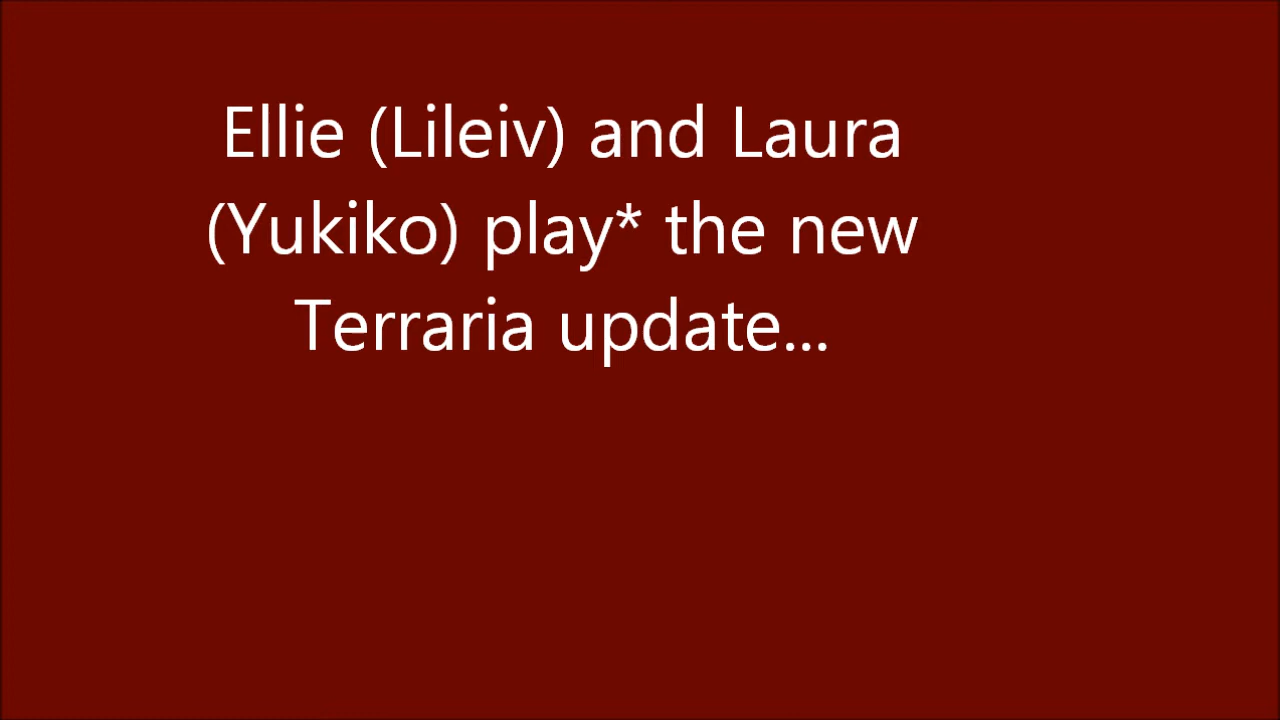 Ellie (Lileiv) and Laura
(Yukiko) play* the new
Terraria update...